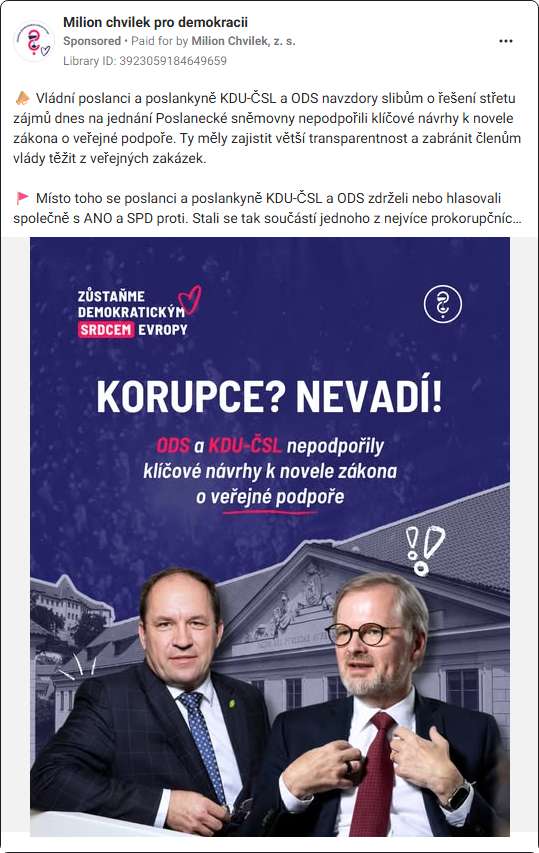 Milion chvilek pro demokracii
Sponsored • Paid for by Milion Chvilek, z. s.
Library ID: 3923059184649659
Vládní poslanci a poslankyně KDU-ČSL a ODS navzdory slibům o řešení střetu
zájmů dnes na jednání Poslanecké sněmovny nepodpořili klíčové návrhy k novele
zákona o veřejné podpoře. Ty měly zajistit větší transparentnost a zabránit členům
vlády těžit z veřejných zakázek.
Místo toho se poslanci a poslankyně KDU-ČSL a ODS zdrželi nebo hlasovali
společně s ANO a SPD proti. Stali se tak součástí jednoho z nejvíce prokorupčníc...
ZŮSTAŇME
DEMOKRATICKÝM
SRDCEM EVROPY
KORUPCE? NEVADÍ!
ODS a KDU-ČSL nepodpořily
klíčové návrhy k novele zákona
o veřejné podpoře